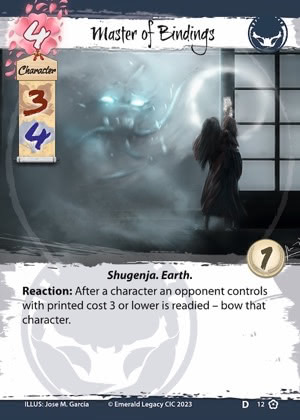 4
Master of Bindings
Character
3
4
1
Shugenja. Earth.
Reaction: After a character an opponent controls
with printed cost 3 or lower is readied – bow that
character.
ILLUS: Jose M. Garcia © Emerald Legacy CIC 2023 D 12